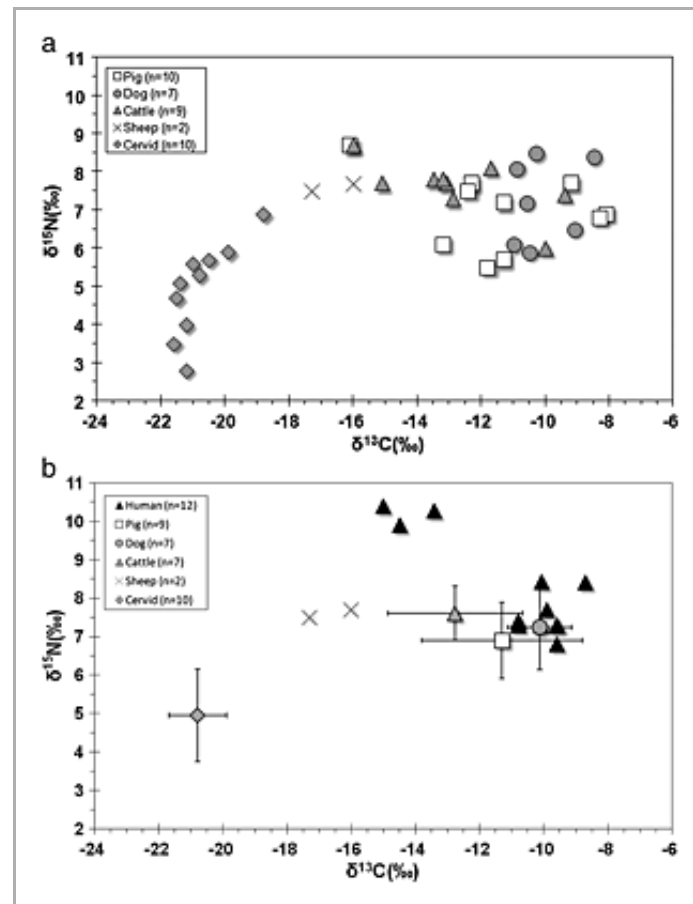 a
11
10
9
8
7
6
5
4
3
2
δ¹⁵N(‰)
Pig (n=10)
Dog (n=7)
Cattle (n=9)
Sheep (n=2)
Cervid (n=10)
-24 -22 -20 -18 -16 -14 -12 -10 -8 -6
δ¹³C(‰)
b
11
10
9
8
7
6
5
4
3
2
δ¹⁵N(‰)
Human (n=12)
Pig (n=9)
Dog (n=7)
Cattle (n=7)
Sheep (n=2)
Cervid (n=10)
-24 -22 -20 -18 -16 -14 -12 -10 -8 -6
δ¹³C(‰)